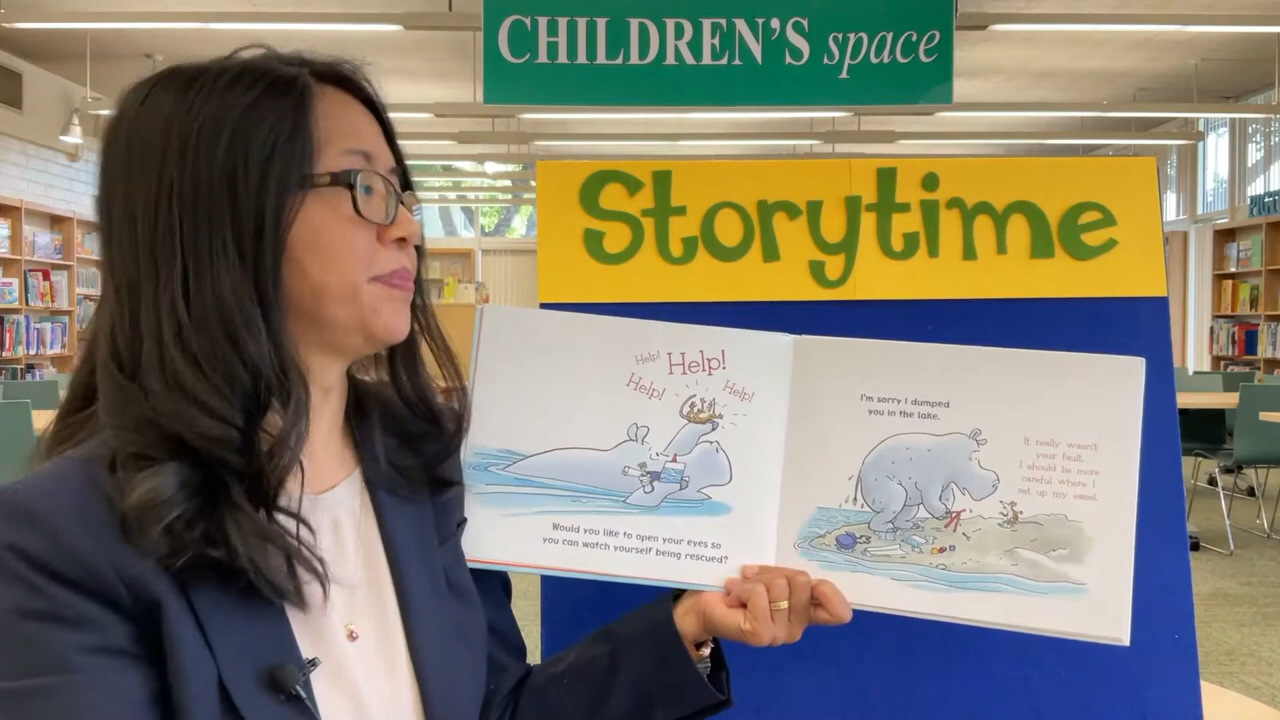 CHILDREN'S space
Storytime
Help! Help!
Help! Help!
Would you like to open your eyes so
you can watch yourself being rescued?
I'm sorry I dumped
you in the lake.
It really wasn't
your fault.
I should be more
careful where I
set up my easel.